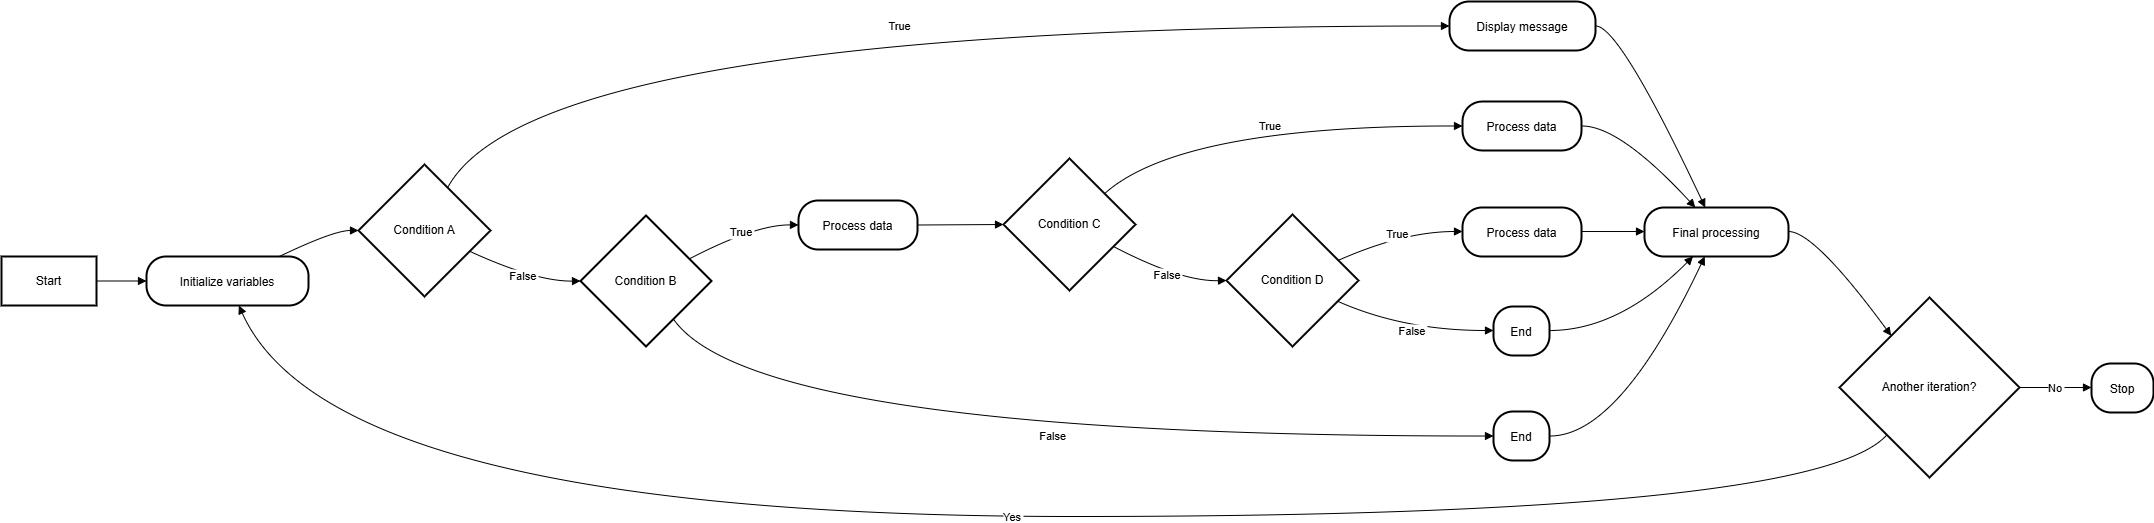 True
Display message
True
Process data
Condition A
Condition C
True
Process data
True
Process data
Final processing
Start
Initialize variables
False
Condition B
False
Condition D
False
End
Another iteration?
No
Stop
False
End
Yes